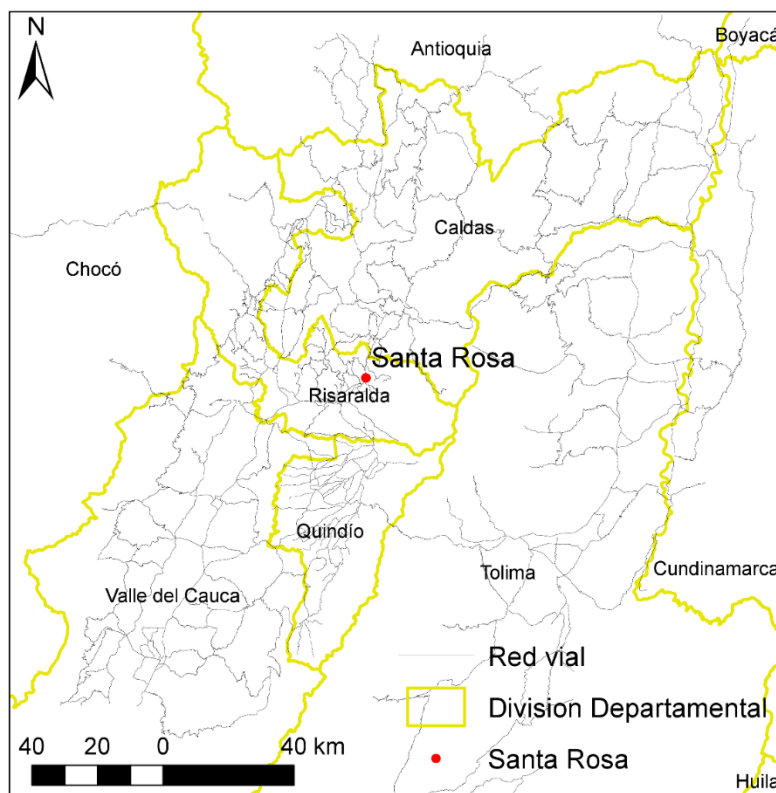 N
Antioquia
Boyacá
Caldas
Chocó
Santa Rosa
Risaralda
Quindío
Tolima
Cundinamarca
Valle del Cauca
Red vial
Division Departamental
Santa Rosa
40 20 0 40 km
Huila